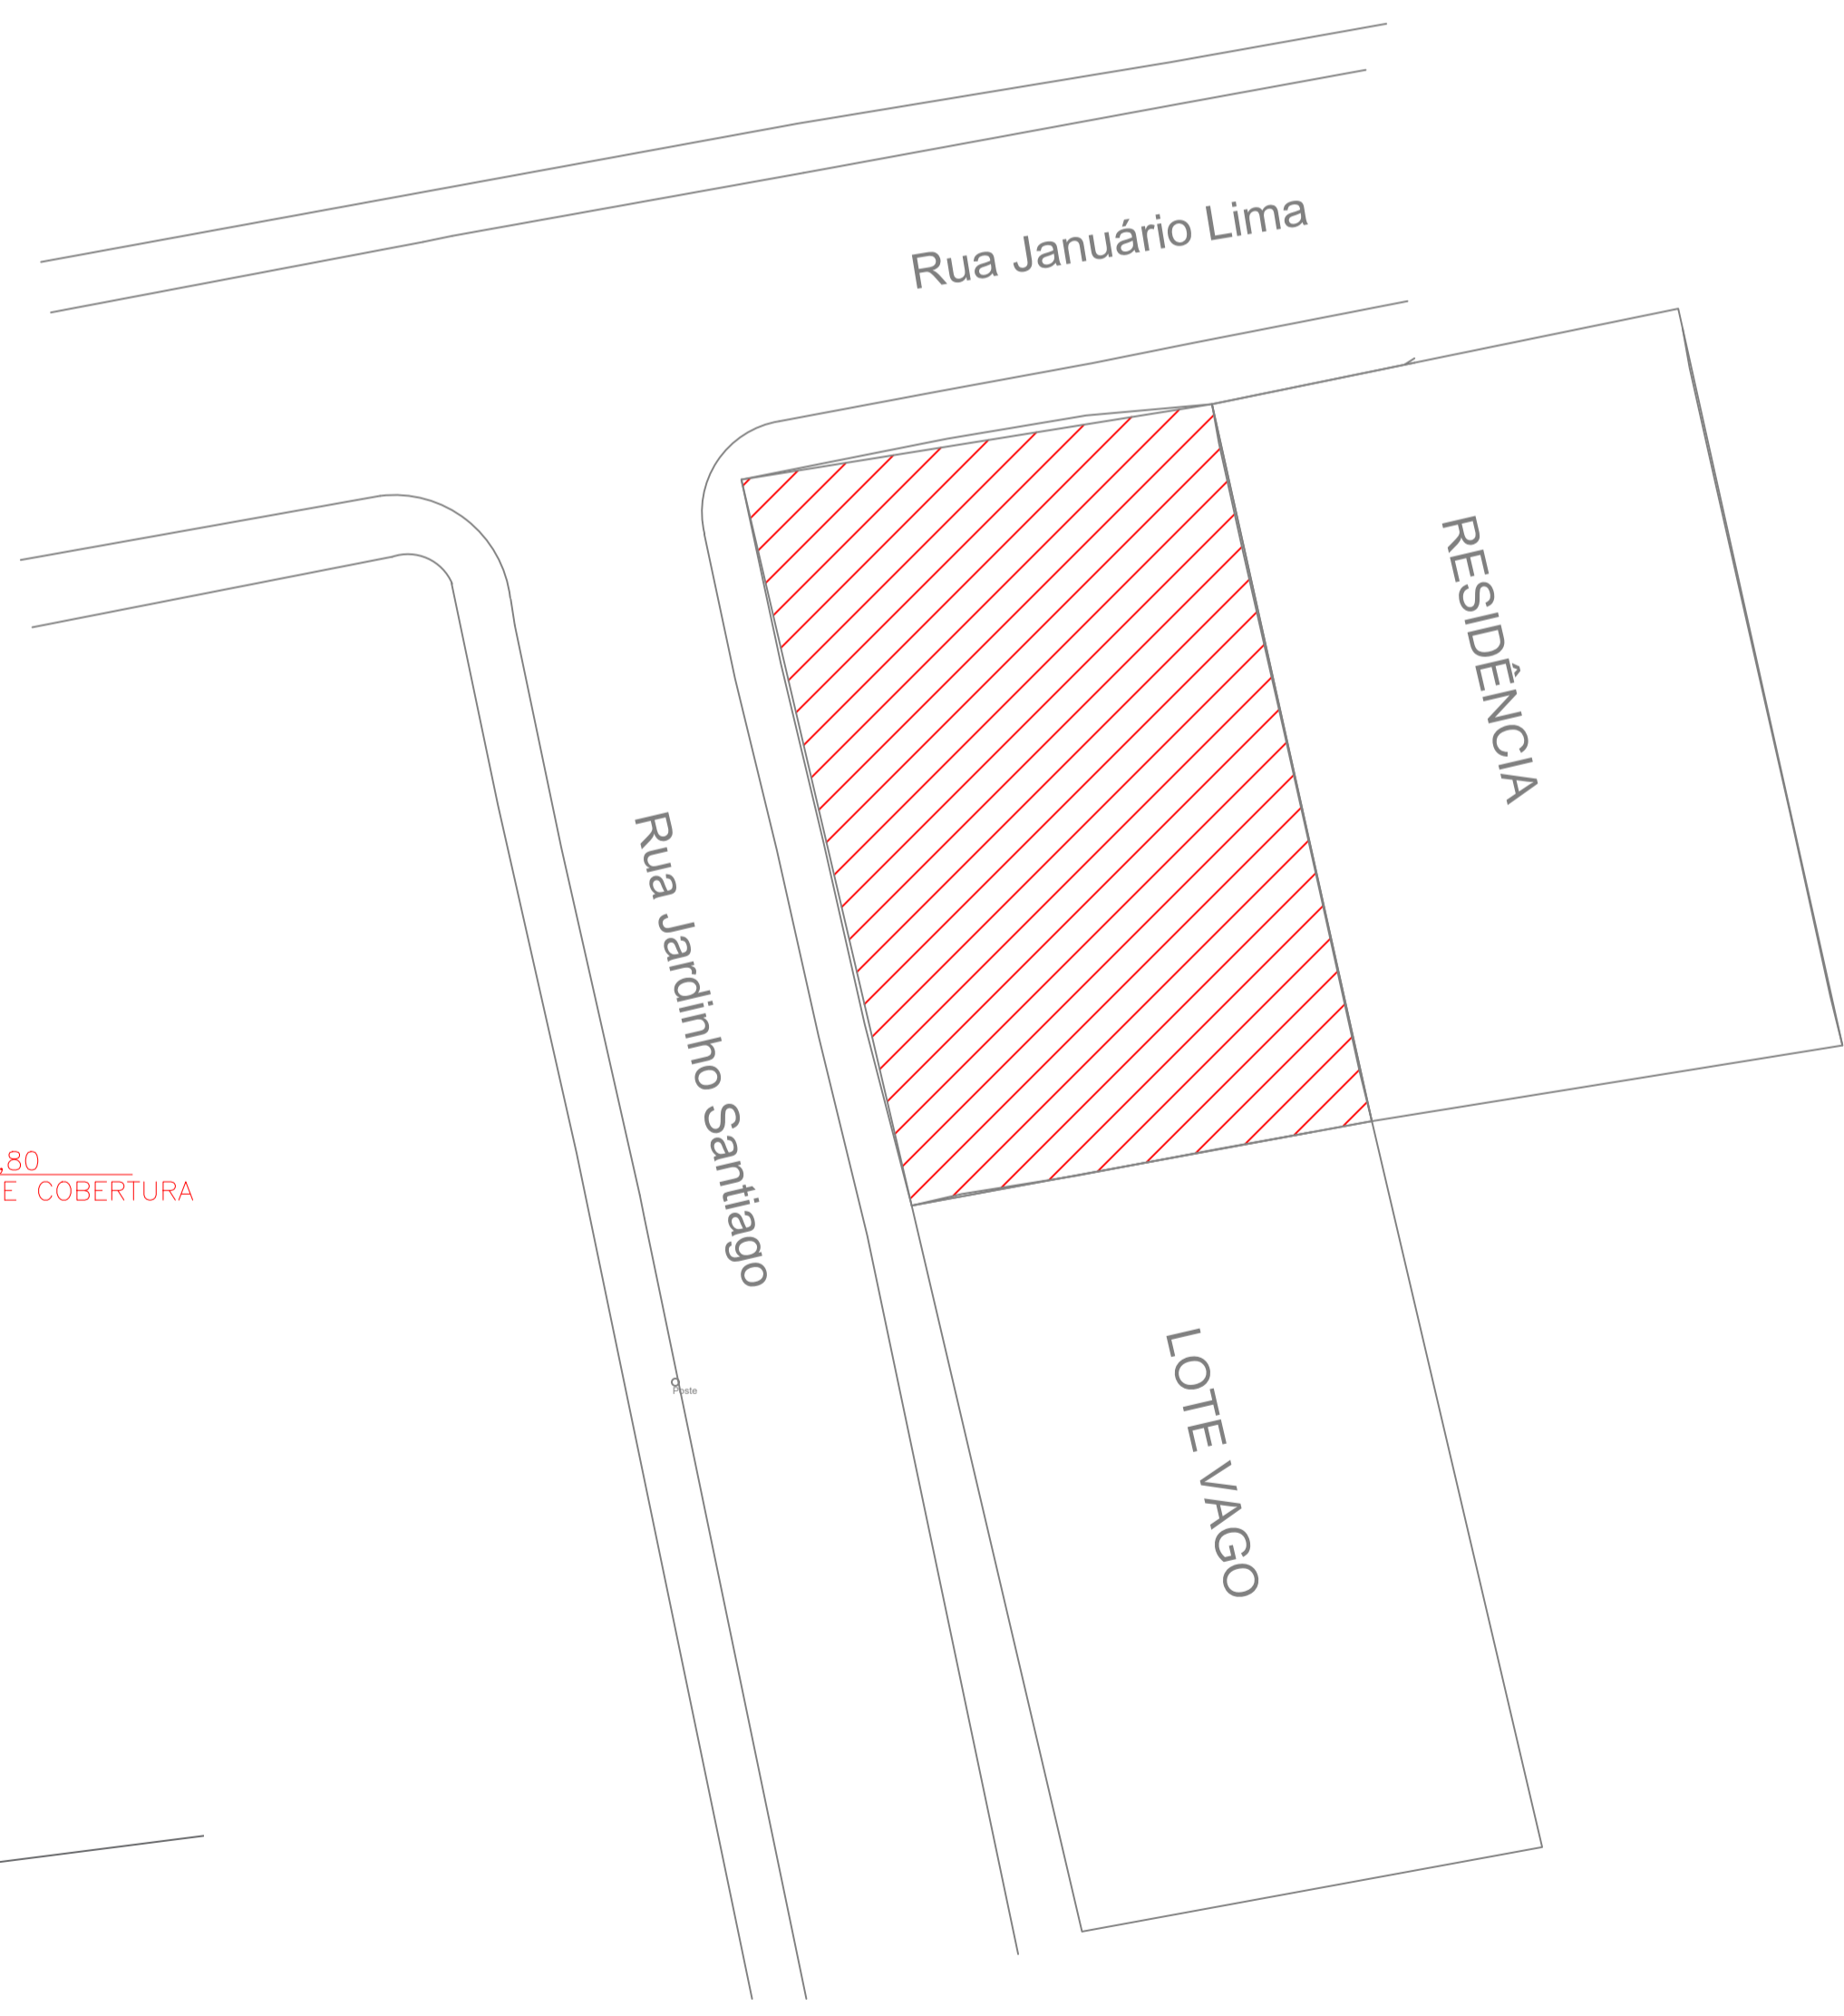 Rua Januário Lima
RESIDÊNCIA
Rua Jardinho Santiago
,80
E COBERTURA
LOTE VAGO
Poste